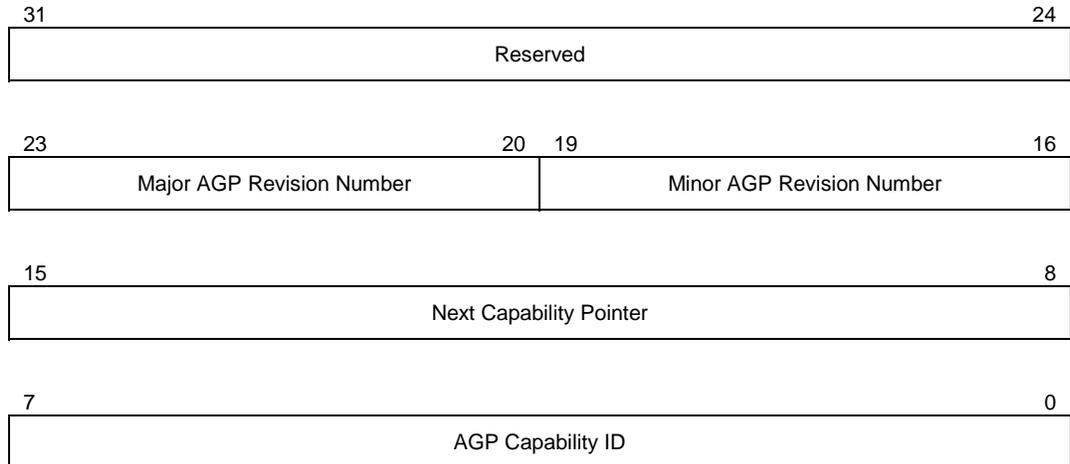 31 24
Reserved
23 20 19 16
Major AGP Revision Number Minor AGP Revision Number
15 8
Next Capability Pointer
7 0
AGP Capability ID